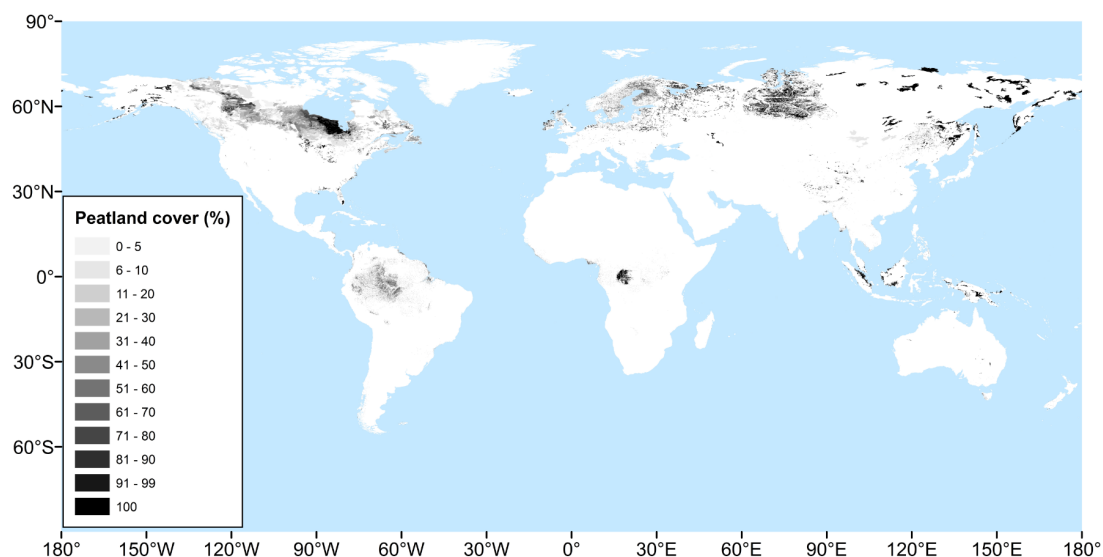 90°
60°N
30°N
0°
30°S
60°S
Peatland cover (%)
0 - 5
6 - 10
11 - 20
21 - 30
31 - 40
41 - 50
51 - 60
61 - 70
71 - 80
81 - 90
91 - 99
100
180° 150°W 120°W 90°W 60°W 30°W 0° 30°E 60°E 90°E 120°E 150°E 180°